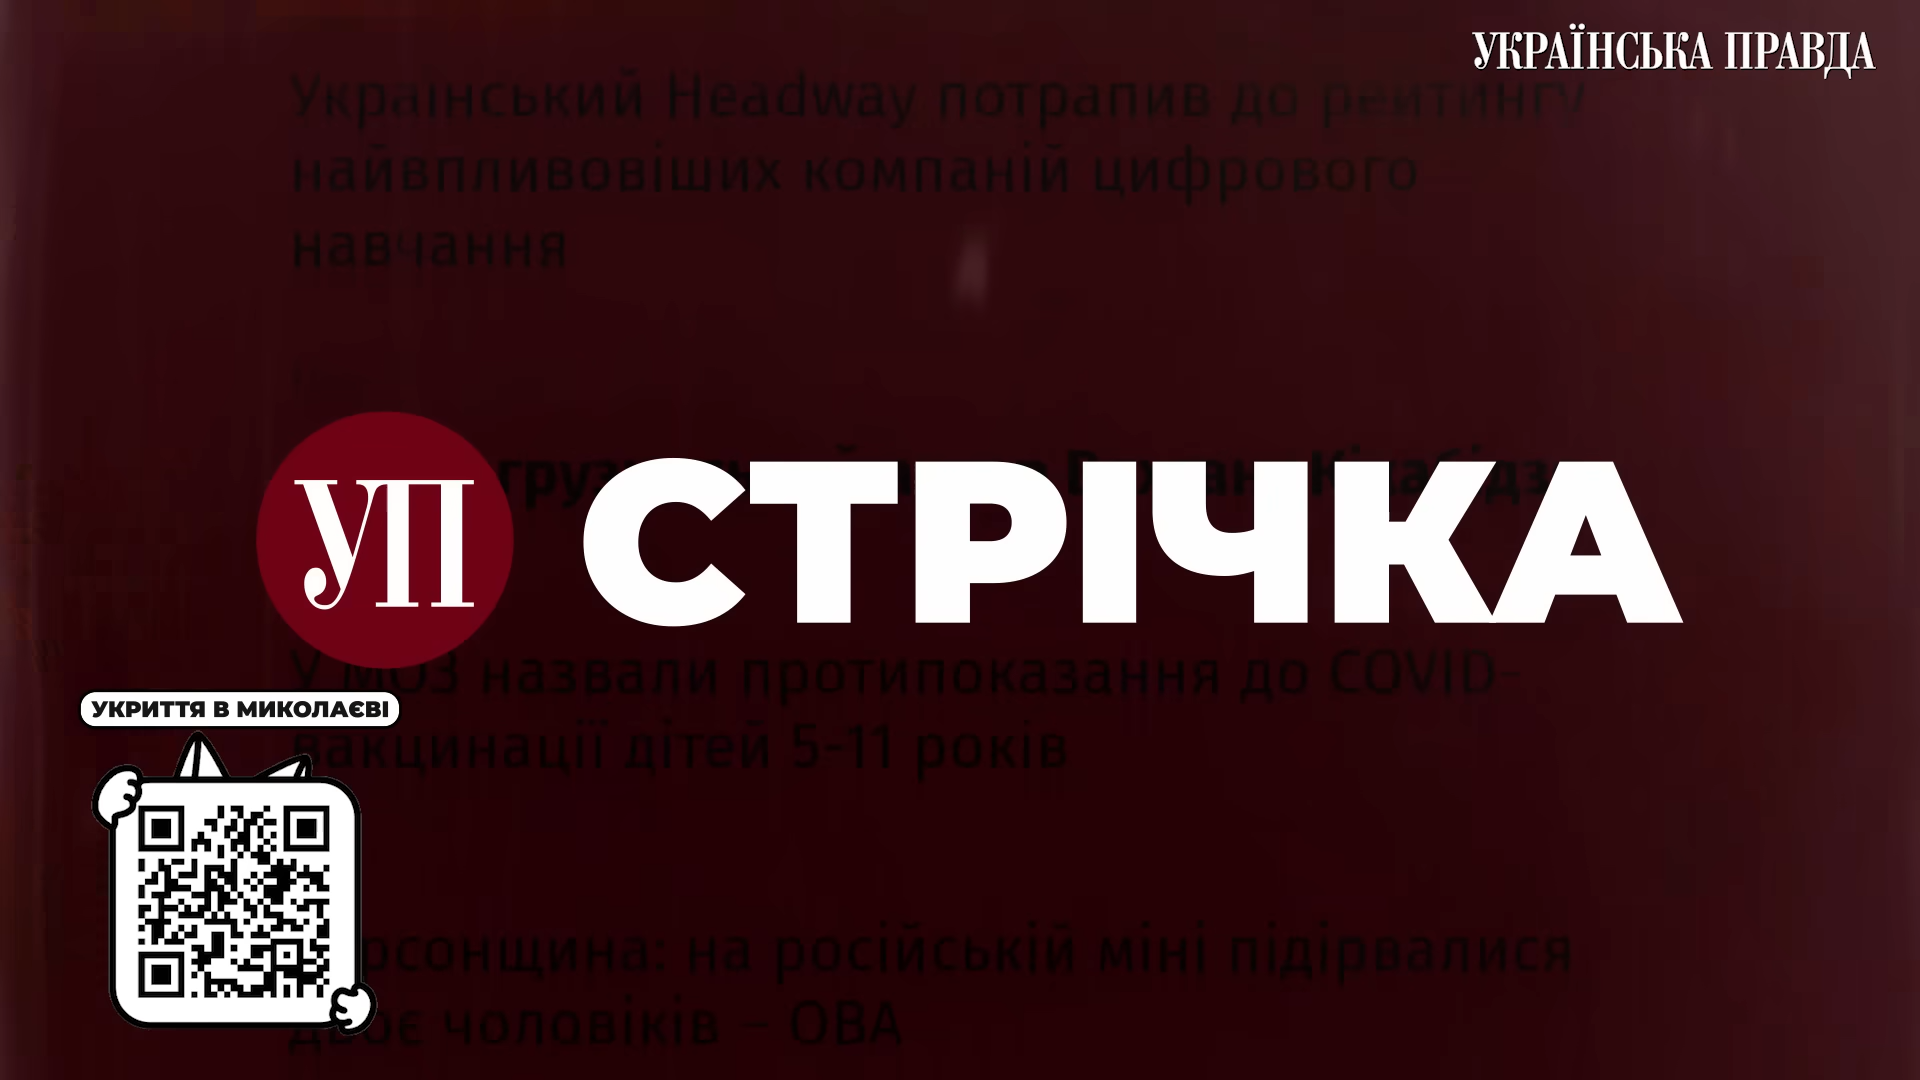 УКРАЇНСЬКА ПРАВДА
Український Headway потрапив до рейтингу
найвпливовіших компаній цифрового
навчання
УП СТРІЧКА
У МОЗ назвали протипоказання до COVID-
вакцинації дітей 5-11 років
УКРИТТЯ В МИКОЛАЄВІ
на російській міні підірвалися
двоє чоловіків – ОВА